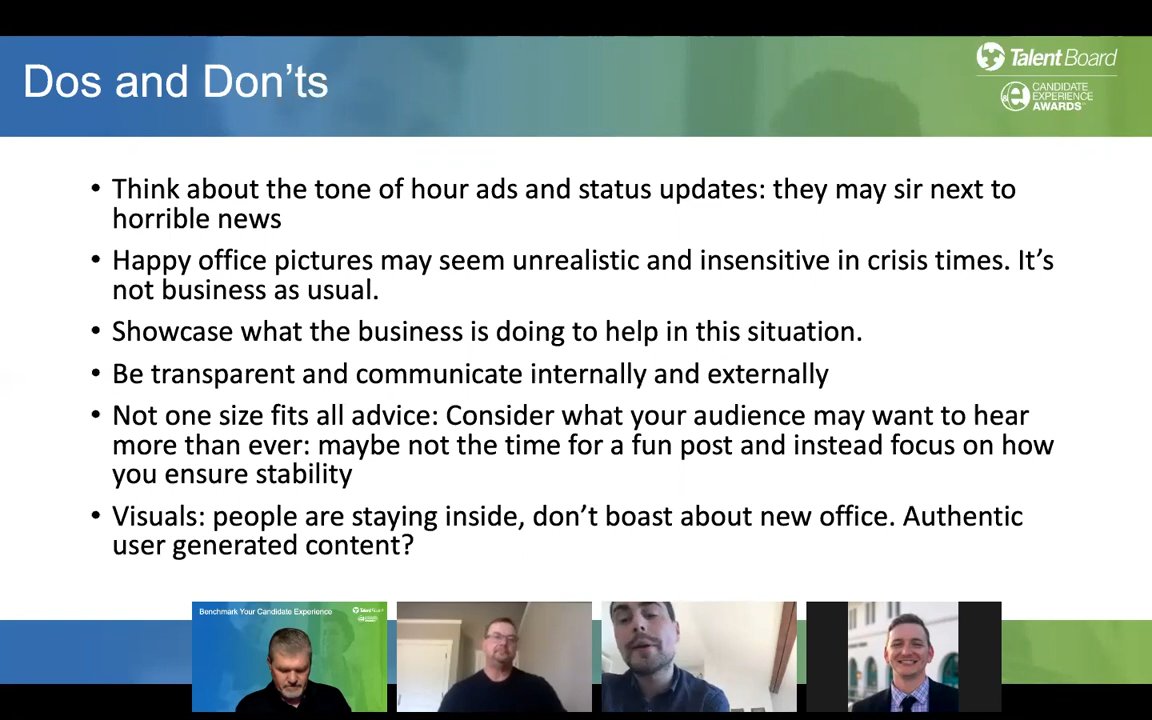 Dos and Don'ts
TalentBoard
CANDIDATE
EXPERIENCE
AWARDS
• Think about the tone of hour ads and status updates: they may sir next to
horrible news
• Happy office pictures may seem unrealistic and insensitive in crisis times. It's
not business as usual.
• Showcase what the business is doing to help in this situation.
• Be transparent and communicate internally and externally
• Not one size fits all advice: Consider what your audience may want to hear
more than ever: maybe not the time for a fun post and instead focus on how
you ensure stability
• Visuals: people are staying inside, don't boast about new office. Authentic
user generated content?
Benchmark Your Candidate Experience
TalentBoard